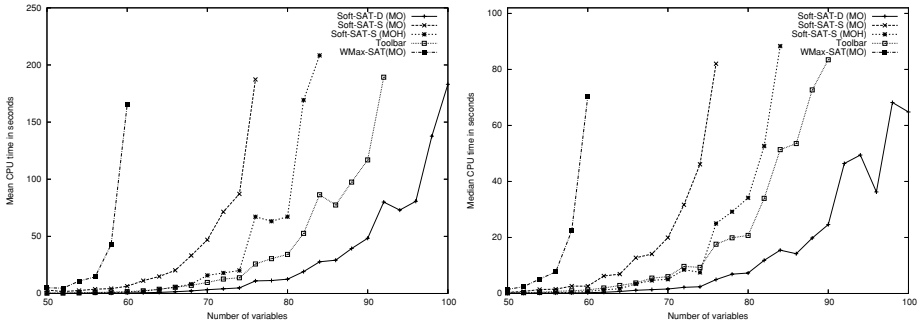 250
200
150
100
50
0
50
60
70
80
90
100
Mean CPU time in seconds
Number of variables
Soft-SAT-D (MO)
Soft-SAT-S (MO)
Soft-SAT-S (MOH)
Toolbar
WMax-SAT(MO)
100
80
60
40
20
0
50
60
70
80
90
100
Median CPU time in seconds
Number of variables
Soft-SAT-D (MO)
Soft-SAT-S (MO)
Soft-SAT-S (MOH)
Toolbar
WMax-SAT(MO)